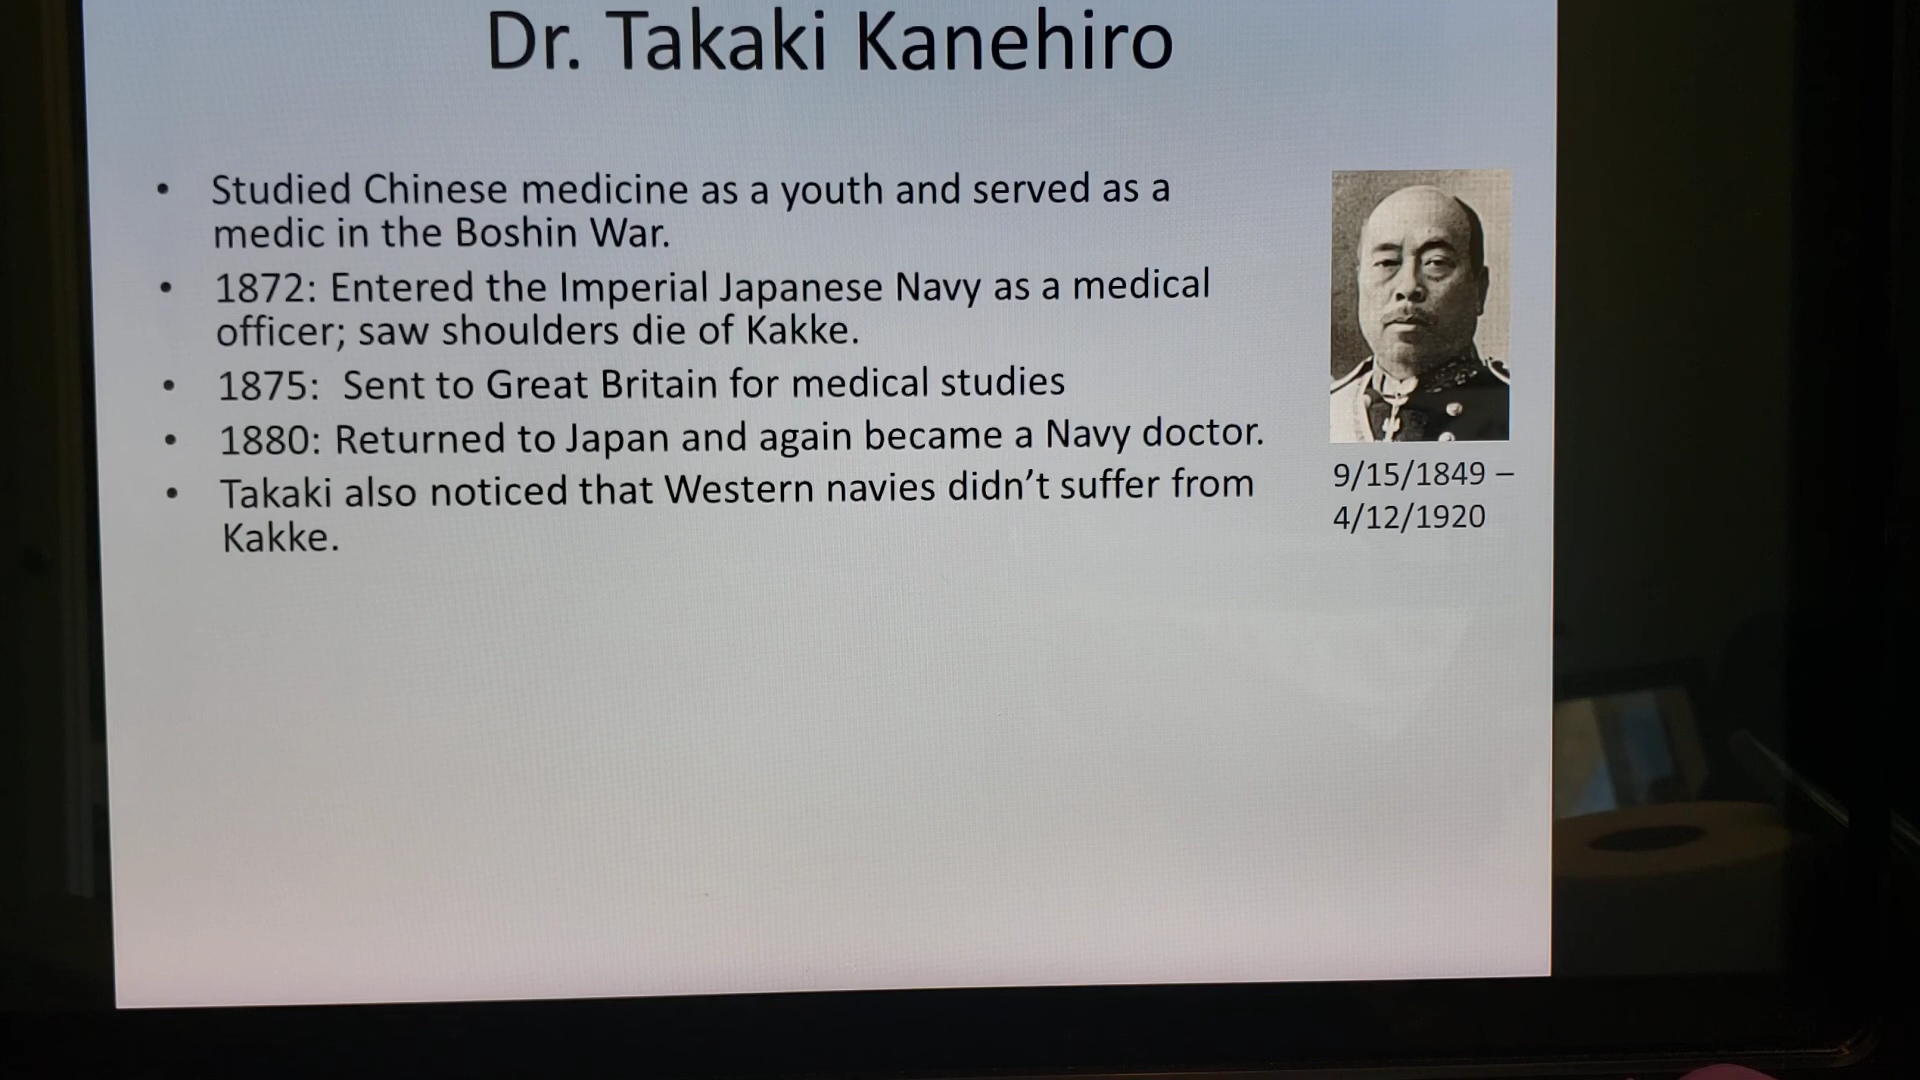 Dr. Takaki Kanehiro
• Studied Chinese medicine as a youth and served as a
medic in the Boshin War.
• 1872: Entered the Imperial Japanese Navy as a medical
officer; saw shoulders die of Kakke.
• 1875: Sent to Great Britain for medical studies
• 1880: Returned to Japan and again became a Navy doctor.
• Takaki also noticed that Western navies didn't suffer from
Kakke.
9/15/1849 –
4/12/1920